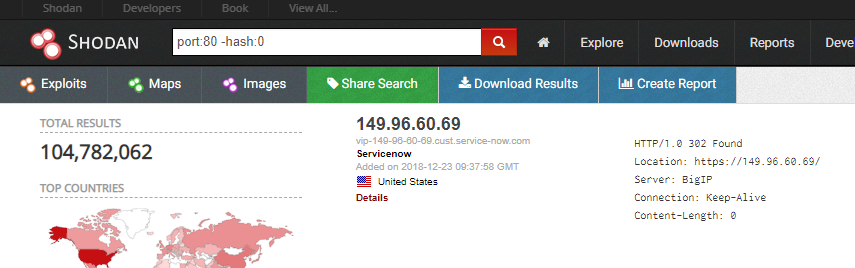 Shodan Developers Book View All...
SHODAN port:80 -hash:0 Explore Downloads Reports Deve
Exploits Maps Images Share Search Download Results Create Report
TOTAL RESULTS
104,782,062
TOP COUNTRIES
149.96.60.69
vip-149-96-60-69.cust.service-now.com
Servicenow
Added on 2018-12-23 09:37:58 GMT
United States
Details
HTTP/1.0 302 Found
Location: https://149.96.60.69/
Server: BigIP
Connection: Keep-Alive
Content-Length: 0